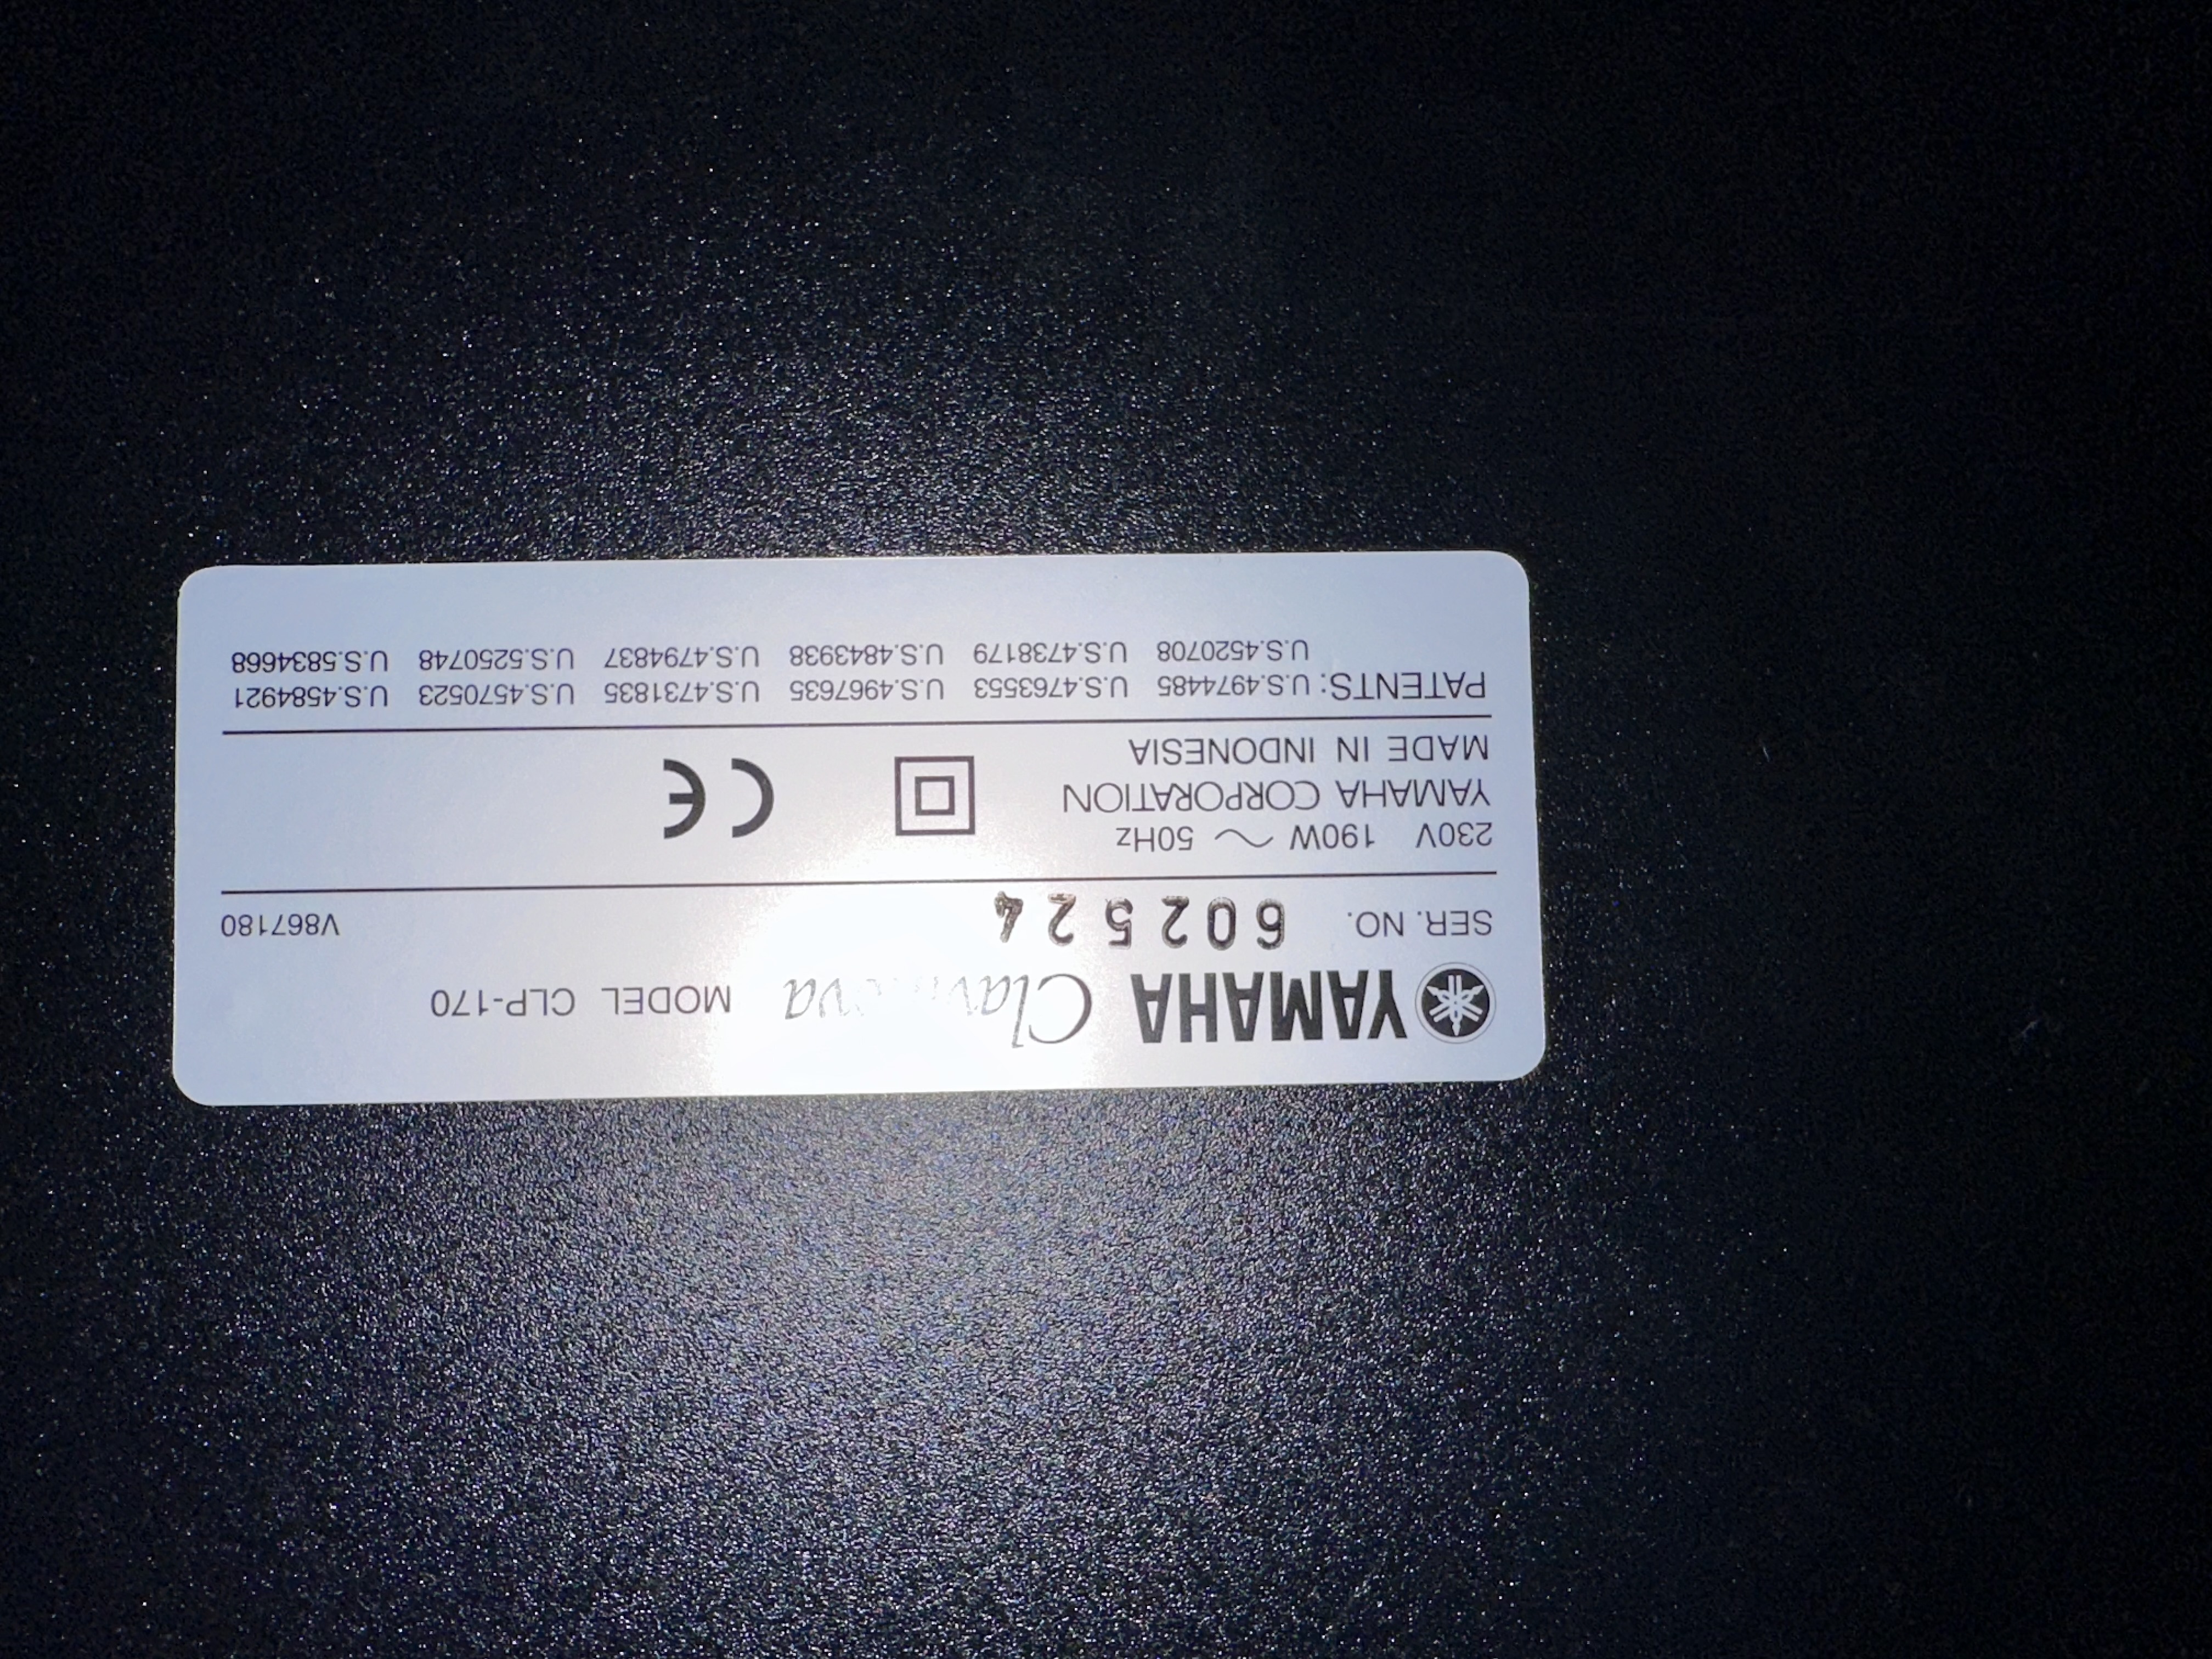 YAMAHA Clavinova MODEL CLP-170
SER. NO. 602524 V867180
230V 190W ~ 50Hz
YAMAHA CORPORATION
MADE IN INDONESIA
CE
PATENTS: U.S.4974485 U.S.4763553 U.S.4967635 U.S.4731835 U.S.4570523 U.S.4584921
U.S.4520708 U.S.4738179 U.S.4843938 U.S.4794837 U.S.5250748 U.S.5834668